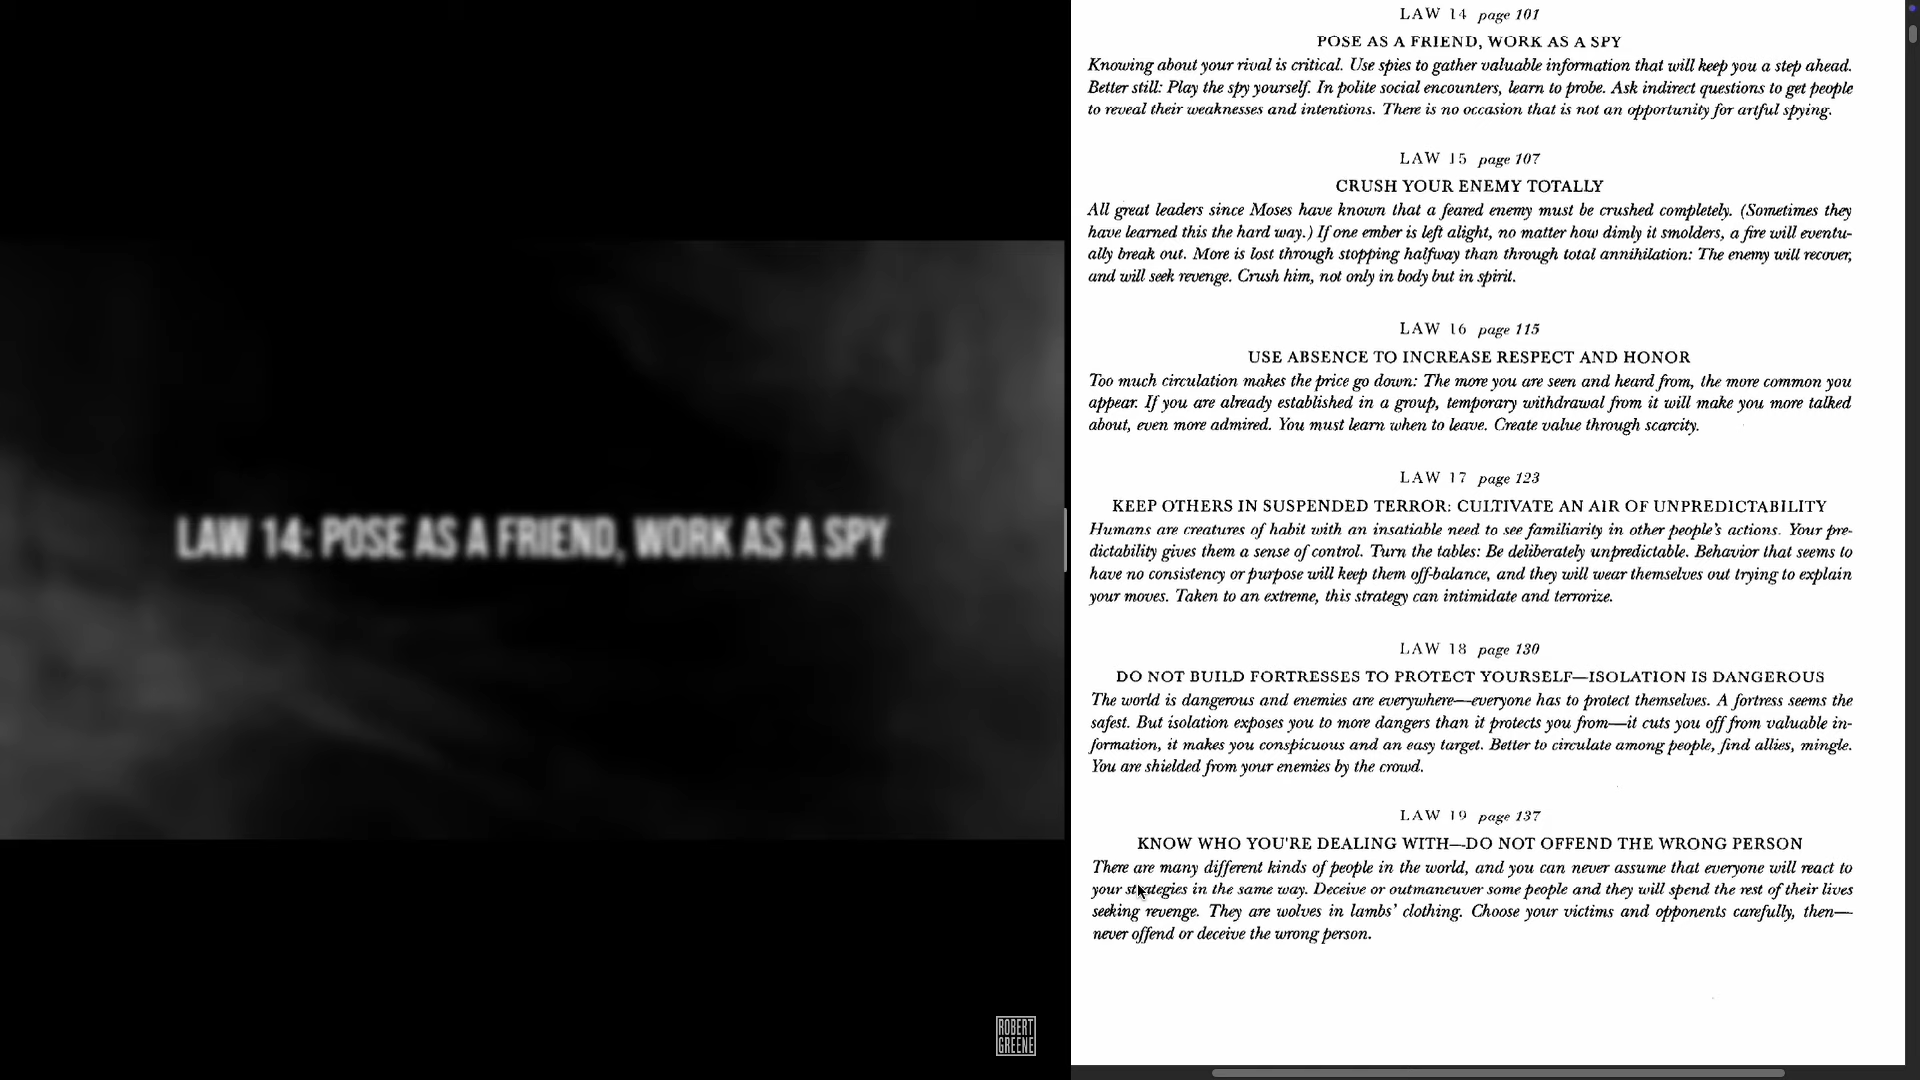 LAW 14: POSE AS A FRIEND, WORK AS A SPY
ROBERT
GREENE
LAW 14 page 101
POSE AS A FRIEND, WORK AS A SPY
Knowing about your rival is critical. Use spies to gather valuable information that will keep you a step ahead.
Better still: Play the spy yourself. In polite social encounters, learn to probe. Ask indirect questions to get people
to reveal their weaknesses and intentions. There is no occasion that is not an opportunity for artful spying.
LAW 15 page 107
CRUSH YOUR ENEMY TOTALLY
All great leaders since Moses have known that a feared enemy must be crushed completely. (Sometimes they
have learned this the hard way.) If one ember is left alight, no matter how dimly it smolders, a fire will eventu-
ally break out. More is lost through stopping halfway than through total annihilation: The enemy will recover,
and will seek revenge. Crush him, not only in body but in spirit.
LAW 16 page 115
USE ABSENCE TO INCREASE RESPECT AND HONOR
Too much circulation makes the price go down: The more you are seen and heard from, the more common you
appear. If you are already established in a group, temporary withdrawal from it will make you more talked
about, even more admired. You must learn when to leave. Create value through scarcity.
LAW 17 page 123
KEEP OTHERS IN SUSPENDED TERROR: CULTIVATE AN AIR OF UNPREDICTABILITY
Humans are creatures of habit with an insatiable need to see familiarity in other people's actions. Your pre-
dictability gives them a sense of control. Turn the tables: Be deliberately unpredictable. Behavior that seems to
have no consistency or purpose will keep them off-balance, and they will wear themselves out trying to explain
your moves. Taken to an extreme, this strategy can intimidate and terrorize.
LAW 18 page 130
DO NOT BUILD FORTRESSES TO PROTECT YOURSELF—ISOLATION IS DANGEROUS
The world is dangerous and enemies are everywhere—everyone has to protect themselves. A fortress seems the
safest. But isolation exposes you to more dangers than it protects you from—it cuts you off from valuable in-
formation, it makes you conspicuous and an easy target. Better to circulate among people, find allies, mingle.
You are shielded from your enemies by the crowd.
LAW 19 page 137
KNOW WHO YOU'RE DEALING WITH—DO NOT OFFEND THE WRONG PERSON
There are many different kinds of people in the world, and you can never assume that everyone will react to
your strategies in the same way. Deceive or outmaneuver some people and they will spend the rest of their lives
seeking revenge. They are wolves in lambs' clothing. Choose your victims and opponents carefully, then—
never offend or deceive the wrong person.